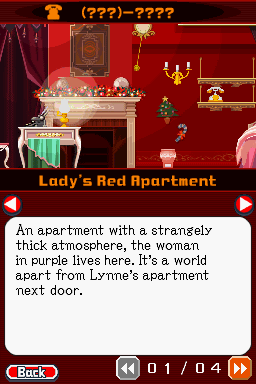 (???)–????
Lady's Red Apartment
An apartment with a strangely
thick atmosphere, the woman
in purple lives here. It's a world
apart from Lynne's apartment
next door.
Back
01/04